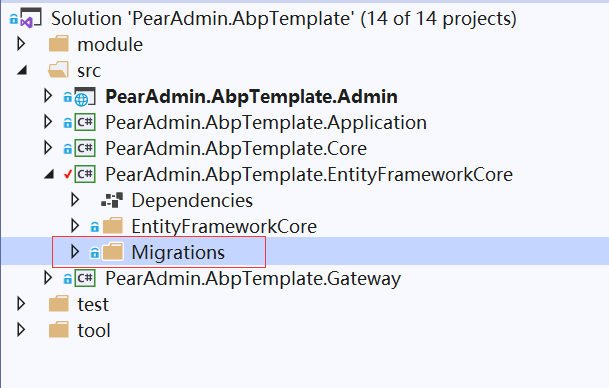 Solution 'PearAdmin.AbpTemplate' (14 of 14 projects)
module
src
PearAdmin.AbpTemplate.Admin
C# PearAdmin.AbpTemplate.Application
C# PearAdmin.AbpTemplate.Core
C# PearAdmin.AbpTemplate.EntityFrameworkCore
Dependencies
EntityFrameworkCore
Migrations
C# PearAdmin.AbpTemplate.Gateway
test
tool